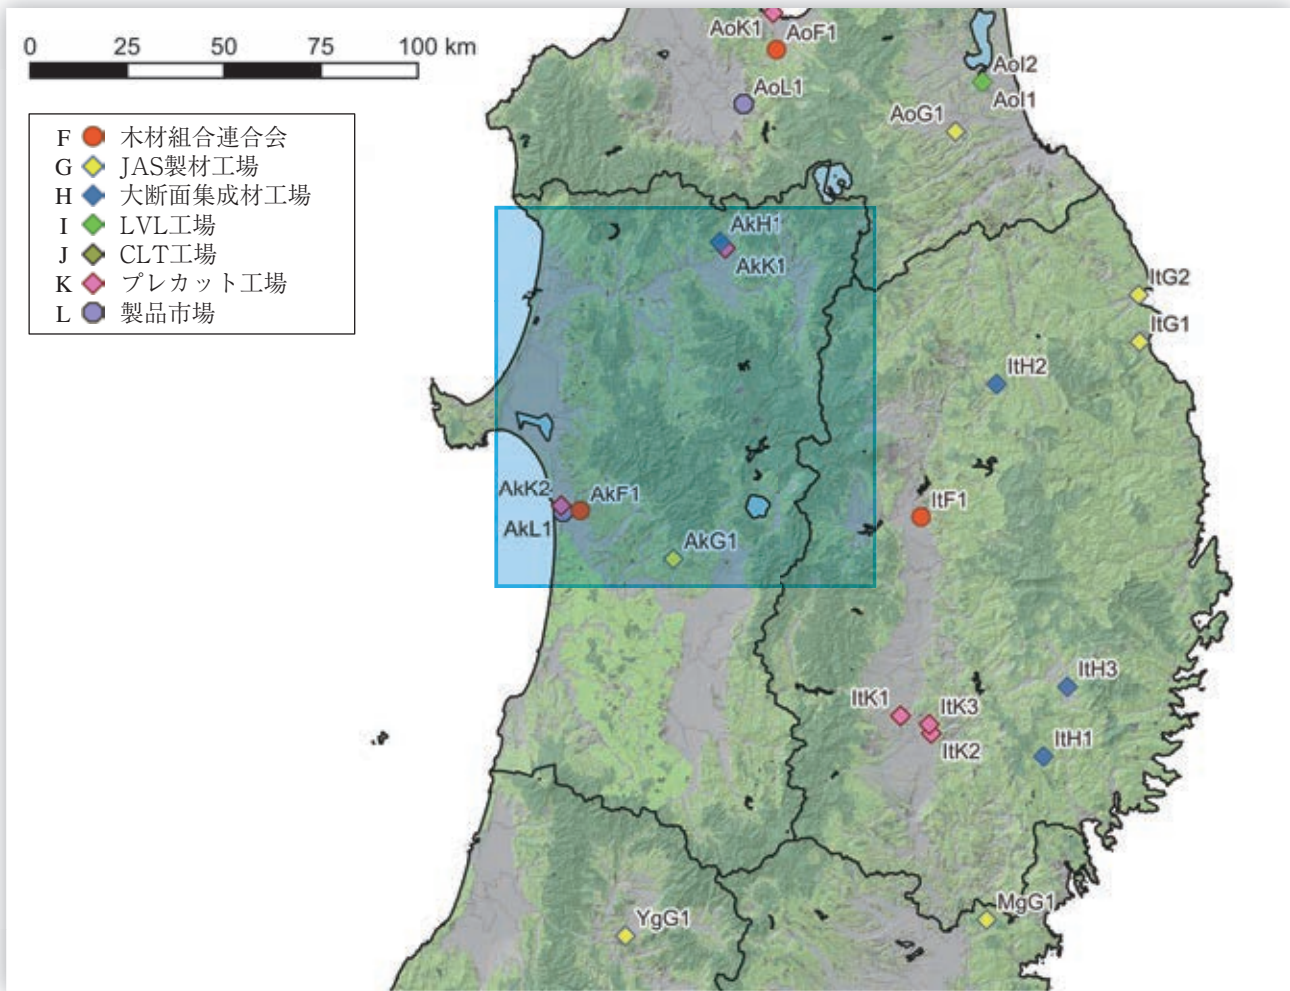 0 25 50 75 100 km
F 木材組合連合会
G JAS製材工場
H 大断面集成材工場
I LVL工場
J CLT工場
K プレカット工場
L 製品市場
AoK1
AoF1
AoI2
AoL1
AoI1
AoG1
AkH1
AkK1
ItG2
ItG1
ItH2
AkK2
AkF1
ItF1
AkL1
AkG1
ItH3
ItK1
ItK3
ItH1
ItK2
MgG1
YgG1